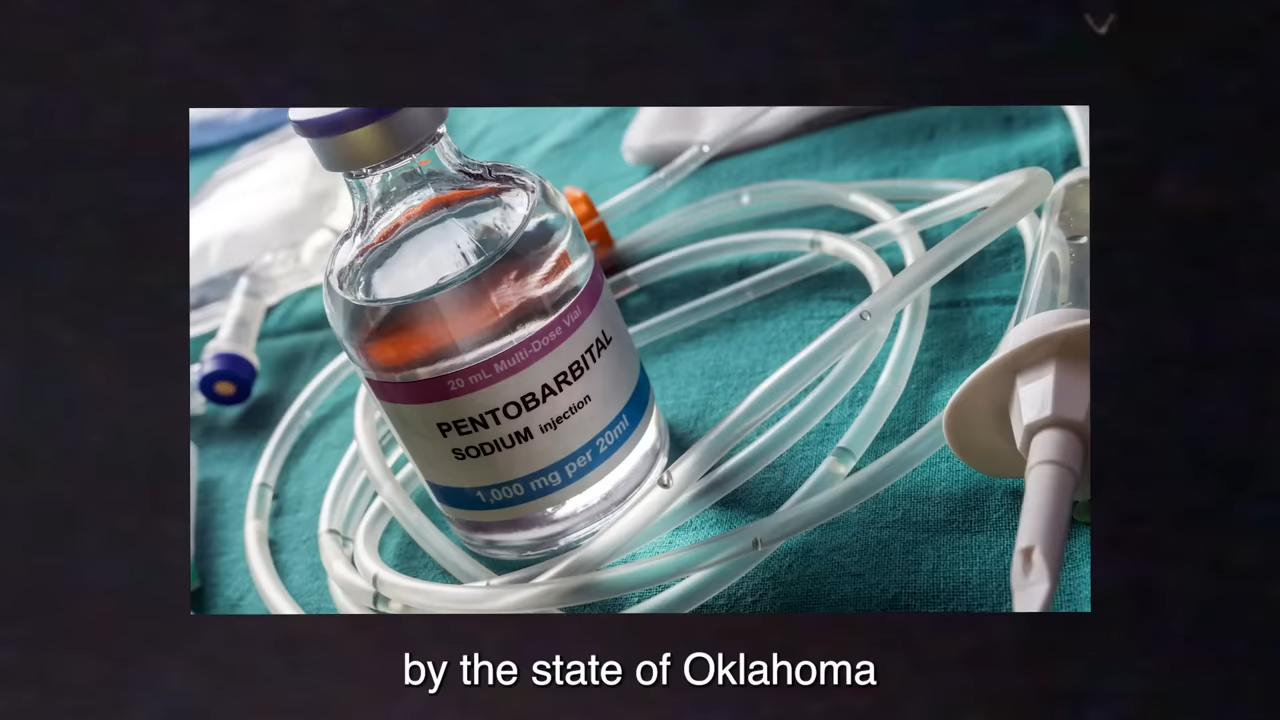 20 mL Multi-Dose Vial
PENTOBARBITAL
SODIUM injection
1,000 mg per 20ml
by the state of Oklahoma